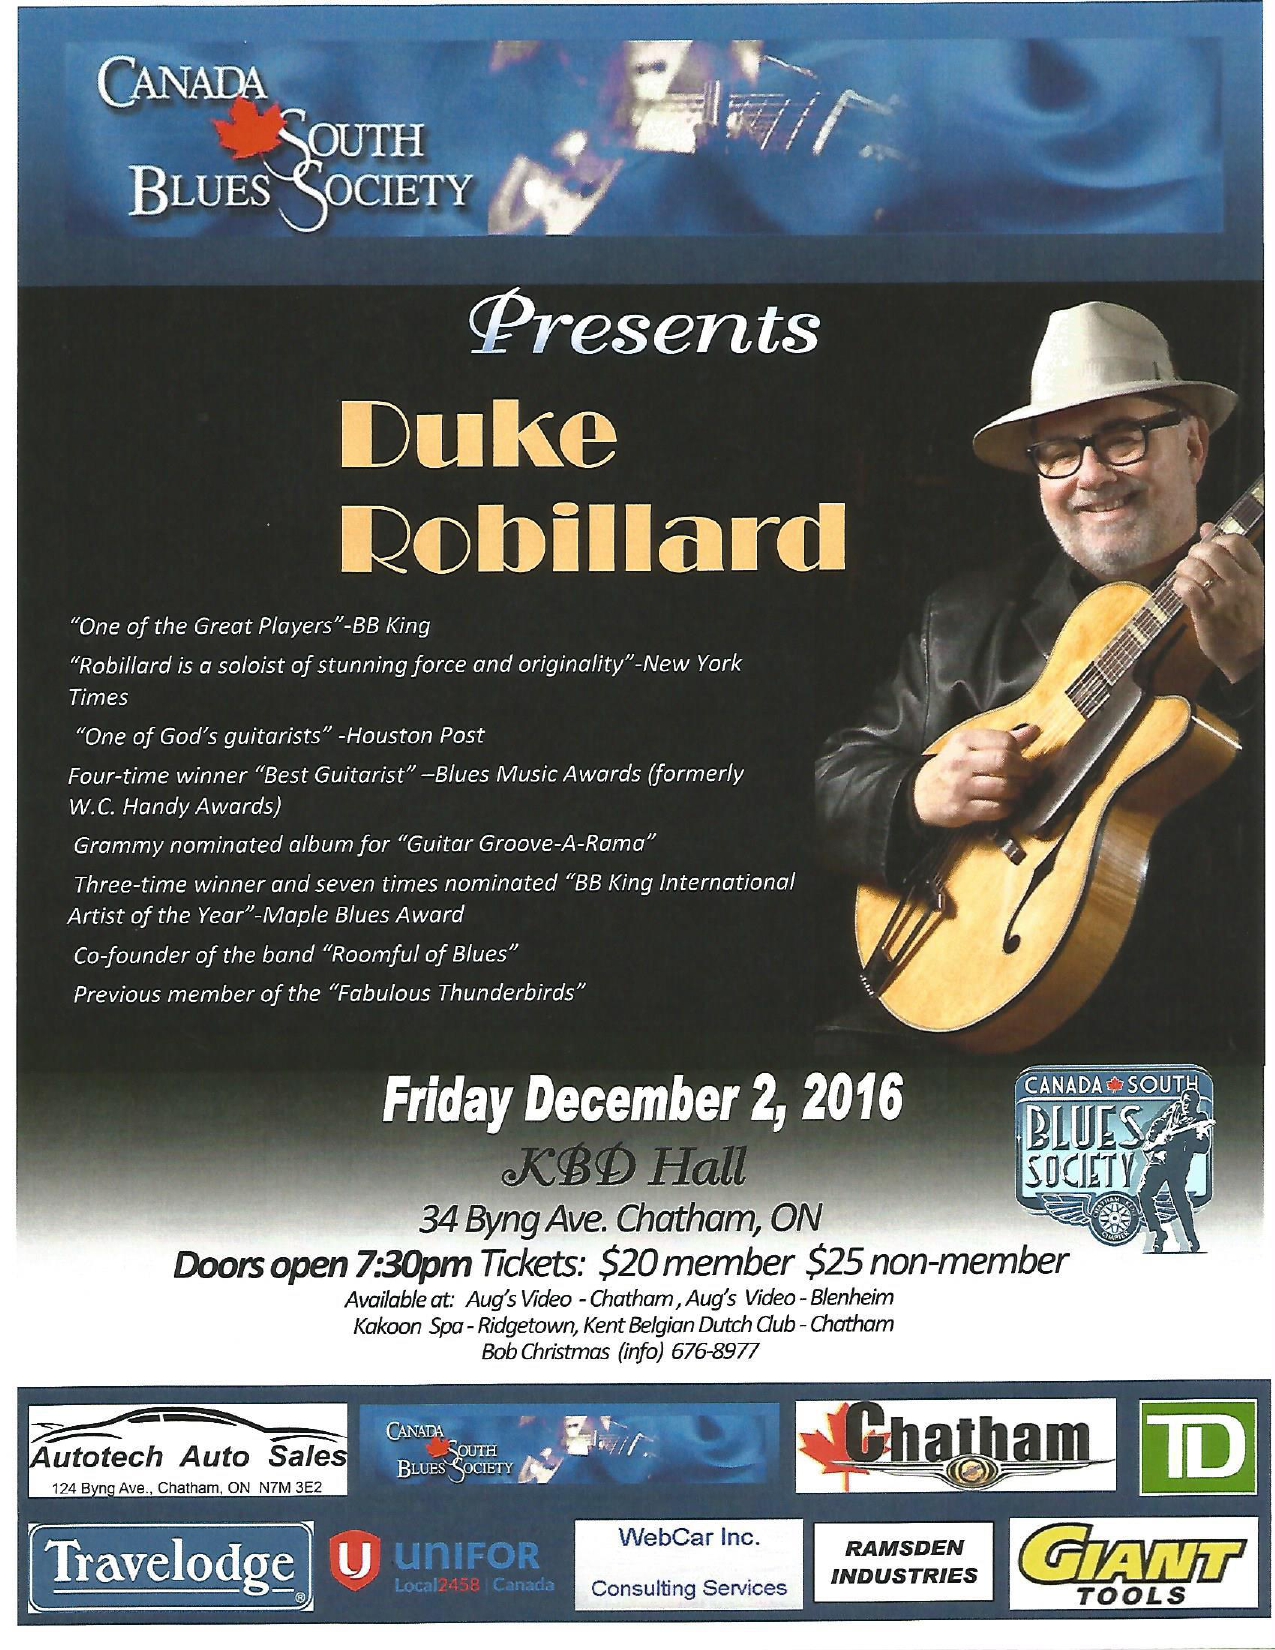 CANADA
SOUTH
BLUES SOCIETY
Presents
Duke
Robillard
“One of the Great Players”-BB King
“Robillard is a soloist of stunning force and originality”-New York
Times
“One of God’s guitarists” -Houston Post
Four-time winner “Best Guitarist” –Blues Music Awards (formerly
W.C. Handy Awards)
Grammy nominated album for “Guitar Groove-A-Rama”
Three-time winner and seven times nominated “BB King International
Artist of the Year”-Maple Blues Award
Co-founder of the band “Roomful of Blues”
Previous member of the “Fabulous Thunderbirds”
Friday December 2, 2016
KBD Hall
34 Byng Ave. Chatham, ON
Doors open 7:30pm Tickets: $20 member $25 non-member
Available at: Aug’s Video - Chatham, Aug’s Video - Blenheim
Kakoon Spa - Ridgetown, Kent Belgian Dutch Club - Chatham
Bob Christmas (info) 676-8977
CANADA SOUTH
BLUES
SOCIETY
Autotech Auto Sales
124 Byng Ave., Chatham, ON N7M 3E2
CANADA
SOUTH
BLUES SOCIETY
Chatham
TD
Travelodge®
U UNIFOR
Local2458 | Canada
WebCar Inc.
Consulting Services
RAMSDEN
INDUSTRIES
GIANT
TOOLS